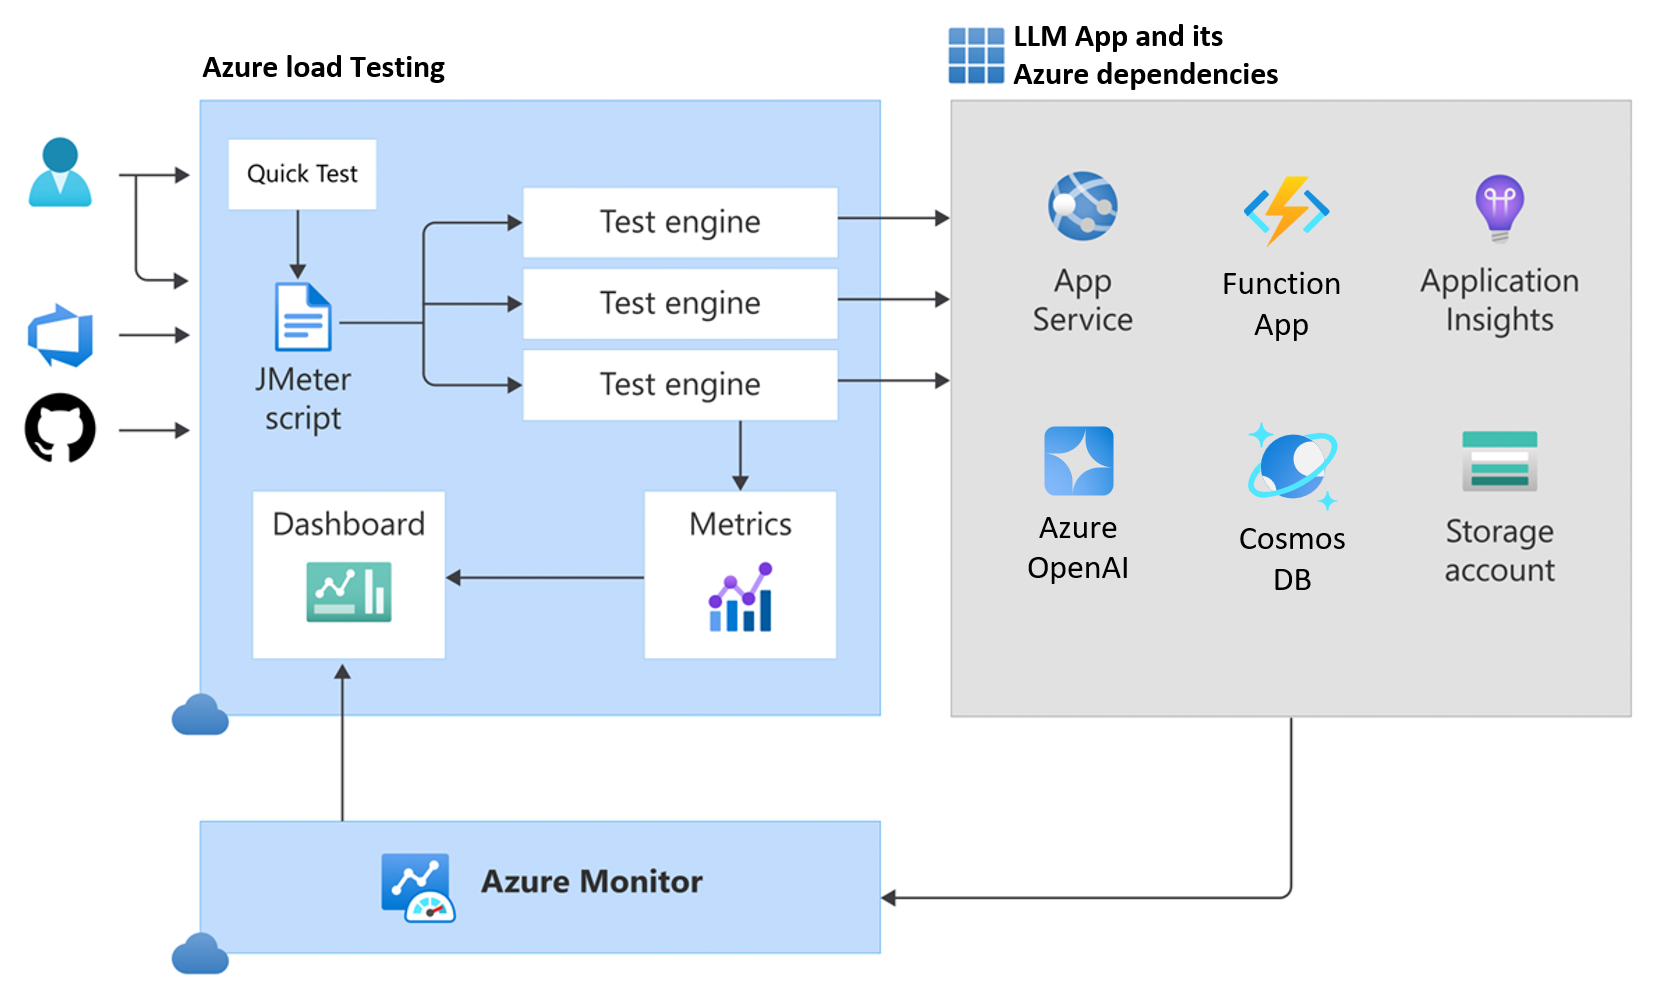 Azure load Testing
LLM App and its
Azure dependencies
Quick Test
JMeter
script
Test engine
Test engine
Test engine
Dashboard
Metrics
App
Service
Function
App
Application
Insights
Azure
OpenAI
Cosmos
DB
Storage
account
Azure Monitor